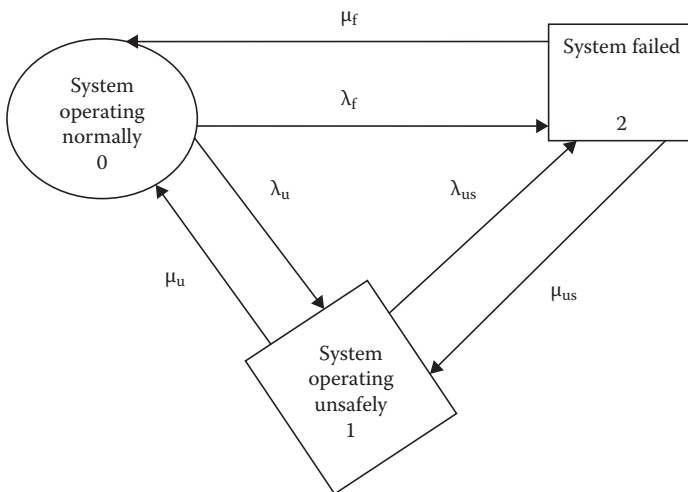 μf
System failed
2
System
operating
normally
0
λf
λu
λus
μu
μus
System
operating
unsafely
1